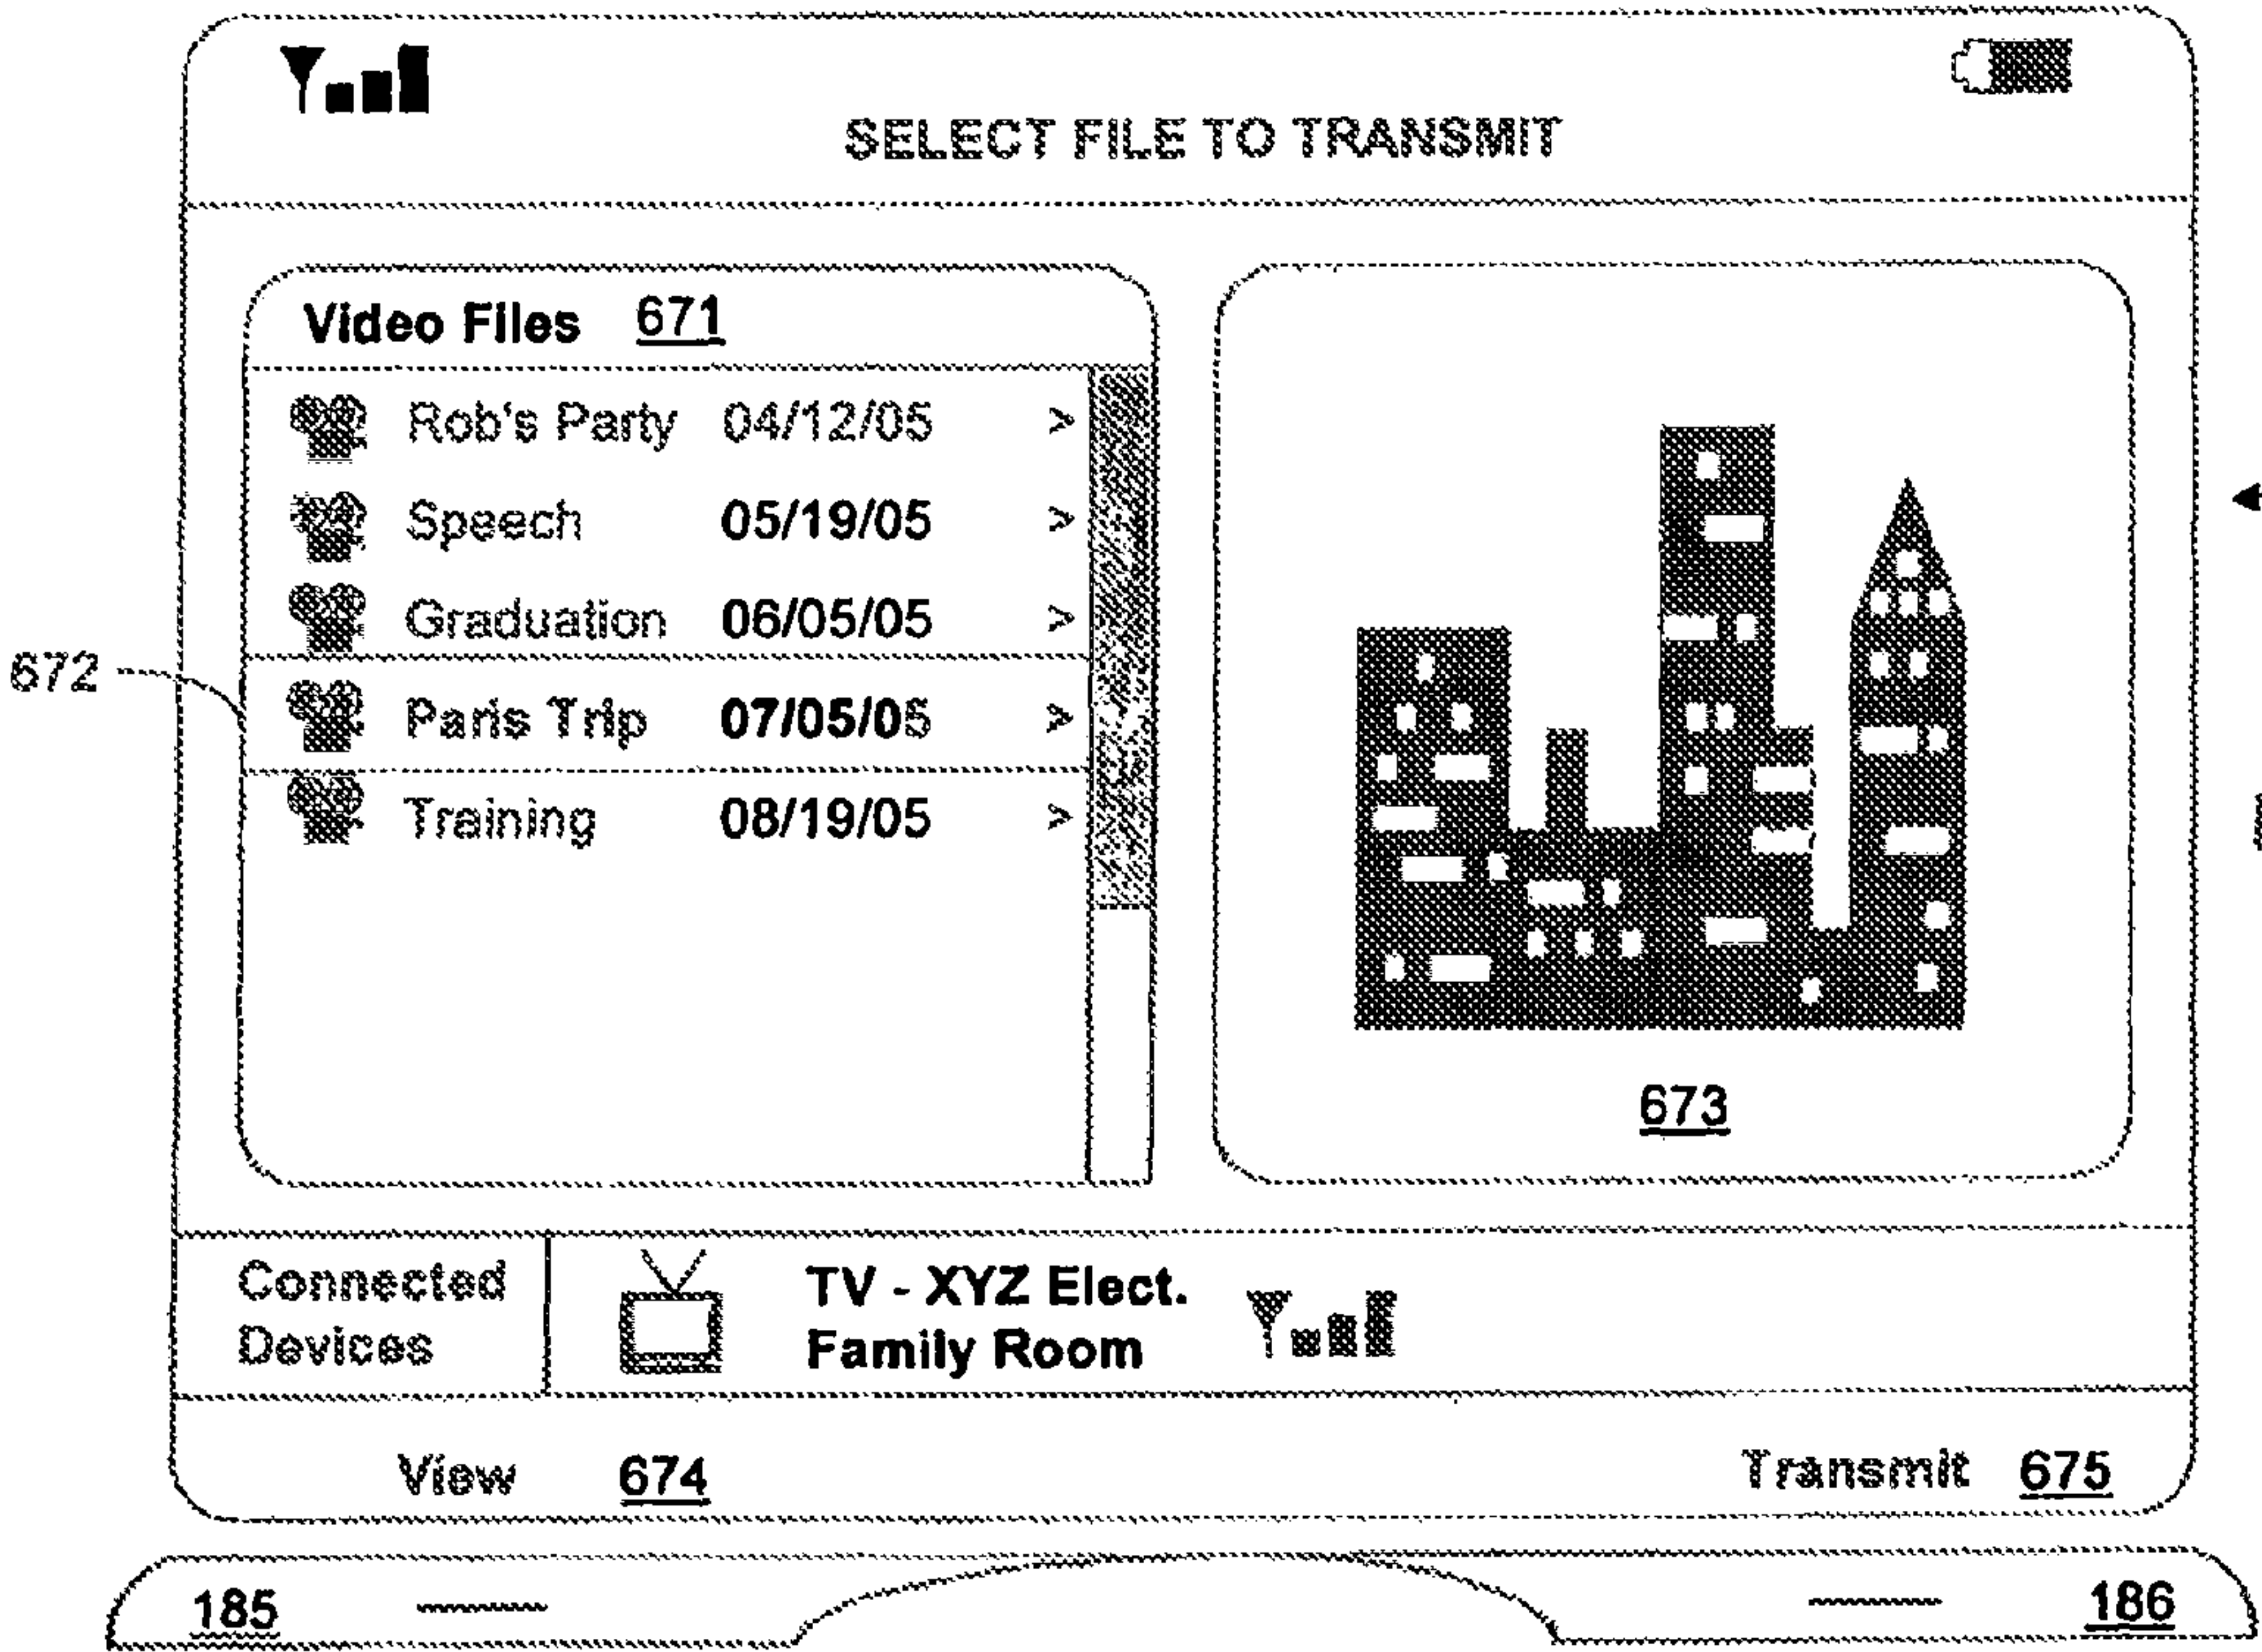 SELECT FILE TO TRANSMIT
Video Files 671
Rob's Party 04/12/05 >
Speech 05/19/05 >
Graduation 06/05/05 >
672
Paris Trip 07/05/05 >
Training 08/19/05 >
673
Connected Devices
TV - XYZ Elect.
Family Room
View 674
Transmit 675
185
186